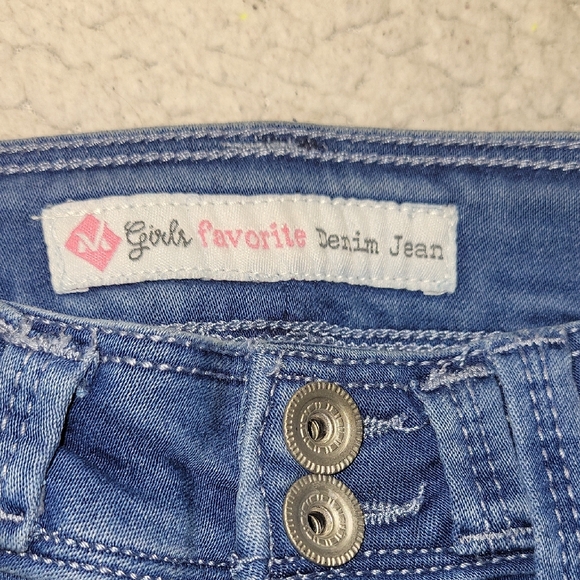 Girls favorite Denim Jean